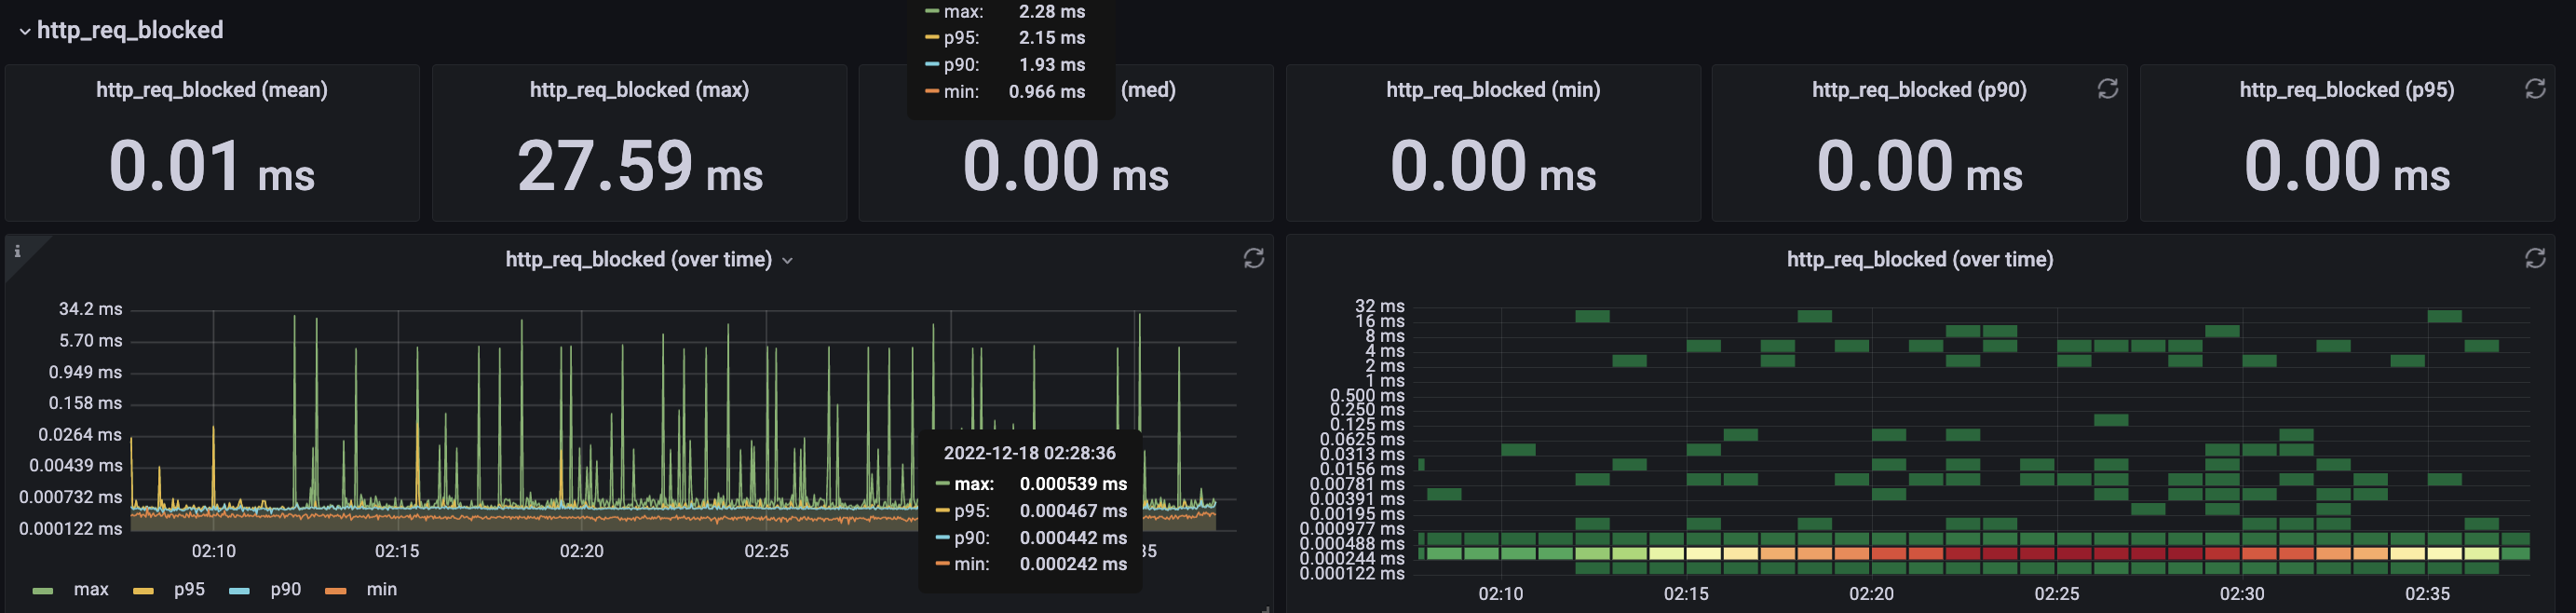 max: 2.28 ms
http_req_blocked
p95: 2.15 ms
p90: 1.93 ms
min: 0.966 ms
http_req_blocked (mean)
http_req_blocked (max)
(med)
http_req_blocked (min)
http_req_blocked (p90)
http_req_blocked (p95)
0.01 ms
27.59 ms
0.00 ms
0.00 ms
0.00 ms
0.00 ms
i
http_req_blocked (over time)
34.2 ms
5.70 ms
0.949 ms
0.158 ms
0.0264 ms
0.00439 ms
0.000732 ms
0.000122 ms
02:10
02:15
02:20
02:25
35
2022-12-18 02:28:36
max: 0.000539 ms
p95: 0.000467 ms
p90: 0.000442 ms
min: 0.000242 ms
max
p95
p90
min
http_req_blocked (over time)
32 ms
16 ms
8 ms
4 ms
2 ms
1 ms
0.500 ms
0.250 ms
0.125 ms
0.0625 ms
0.0313 ms
0.0156 ms
0.00781 ms
0.00391 ms
0.00195 ms
0.000977 ms
0.000488 ms
0.000244 ms
0.000122 ms
02:10
02:15
02:20
02:25
02:30
02:35